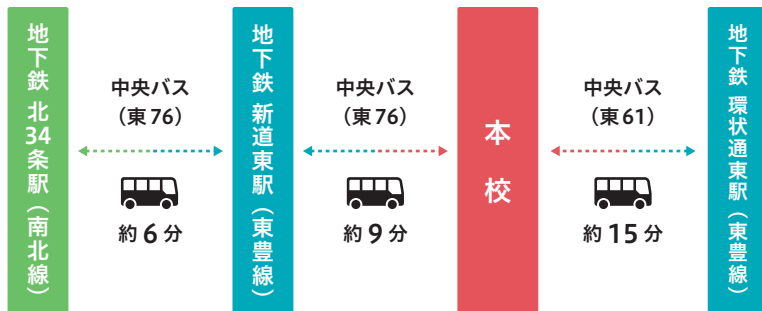 地下鉄 北34条駅（南北線）
中央バス
（東76）
約6分
地下鉄 新道東駅（東豊線）
中央バス
（東76）
約9分
本校
中央バス
（東61）
約15分
地下鉄 環状通東駅（東豊線）